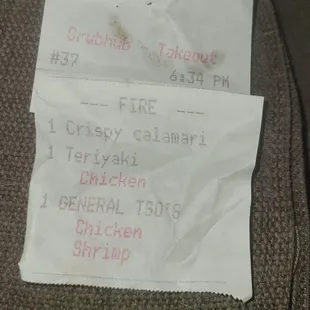 Grubhub - Takeout
#37 6:34 PM
--- FIRE ---
1 Crispy calamari
1 Teriyaki
Chicken
1 GENERAL TSO'S
Chicken
Shrimp